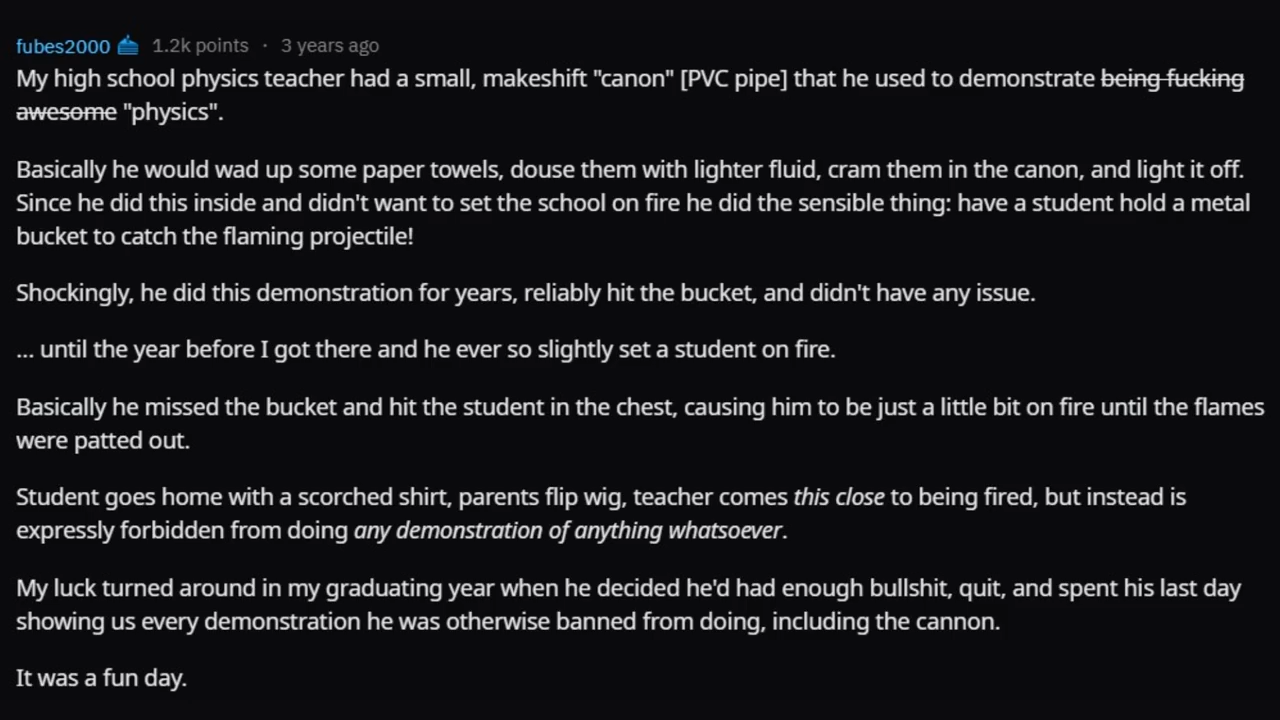 fubes2000 1.2k points · 3 years ago
My high school physics teacher had a small, makeshift "canon" [PVC pipe] that he used to demonstrate being fucking
awesome "physics".
Basically he would wad up some paper towels, douse them with lighter fluid, cram them in the canon, and light it off.
Since he did this inside and didn't want to set the school on fire he did the sensible thing: have a student hold a metal
bucket to catch the flaming projectile!
Shockingly, he did this demonstration for years, reliably hit the bucket, and didn't have any issue.
... until the year before I got there and he ever so slightly set a student on fire.
Basically he missed the bucket and hit the student in the chest, causing him to be just a little bit on fire until the flames
were patted out.
Student goes home with a scorched shirt, parents flip wig, teacher comes this close to being fired, but instead is
expressly forbidden from doing any demonstration of anything whatsoever.
My luck turned around in my graduating year when he decided he'd had enough bullshit, quit, and spent his last day
showing us every demonstration he was otherwise banned from doing, including the cannon.
It was a fun day.